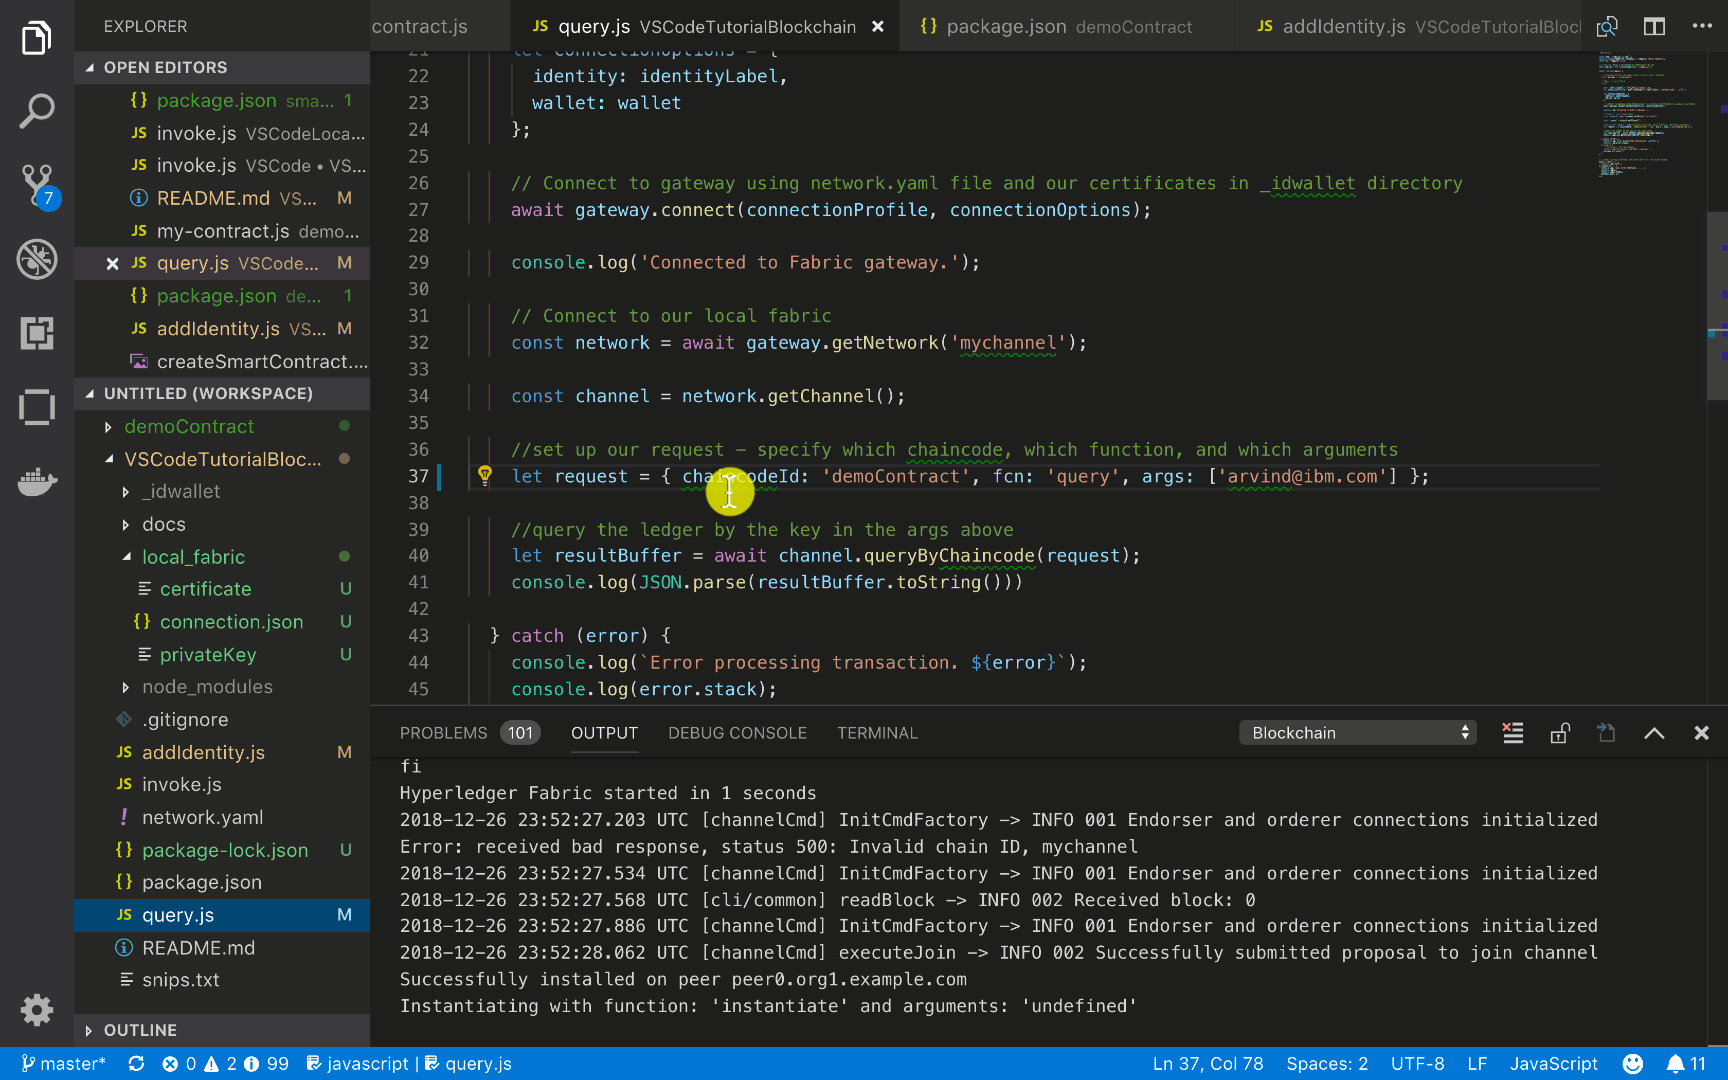 EXPLORER
contract.js
JS query.js VSCodeTutorialBlockchain
{} package.json demoContract
JS addIdentity.js VSCodeTutorialBloc
OPEN EDITORS
{} package.json sma... 1
JS invoke.js VSCodeLoca...
JS invoke.js VSCode • VS...
README.md VS... M
JS my-contract.js demo...
JS query.js VSCode... M
{} package.json de... 1
JS addIdentity.js VS... M
createSmartContract....
UNTITLED (WORKSPACE)
demoContract
VSCodeTutorialBloc...
_idwallet
docs
local_fabric
certificate U
{} connection.json U
privateKey U
node_modules
.gitignore
JS addIdentity.js M
JS invoke.js
! network.yaml
{} package-lock.json U
{} package.json
JS query.js M
README.md
snips.txt
OUTLINE
7
21 let connectionOptions = {
22 identity: identityLabel,
23 wallet: wallet
24 };
25
26 // Connect to gateway using network.yaml file and our certificates in _idwallet directory
27 await gateway.connect(connectionProfile, connectionOptions);
28
29 console.log('Connected to Fabric gateway.');
30
31 // Connect to our local fabric
32 const network = await gateway.getNetwork('mychannel');
33
34 const channel = network.getChannel();
35
36 //set up our request – specify which chaincode, which function, and which arguments
37 let request = { chaincodeId: 'demoContract', fcn: 'query', args: ['arvind@ibm.com'] };
38
39 //query the ledger by the key in the args above
40 let resultBuffer = await channel.queryByChaincode(request);
41 console.log(JSON.parse(resultBuffer.toString()))
42
43 } catch (error) {
44 console.log(`Error processing transaction. ${error}`);
45 console.log(error.stack);
PROBLEMS 101 OUTPUT DEBUG CONSOLE TERMINAL Blockchain
fi
Hyperledger Fabric started in 1 seconds
2018-12-26 23:52:27.203 UTC [channelCmd] InitCmdFactory -> INFO 001 Endorser and orderer connections initialized
Error: received bad response, status 500: Invalid chain ID, mychannel
2018-12-26 23:52:27.534 UTC [channelCmd] InitCmdFactory -> INFO 001 Endorser and orderer connections initialized
2018-12-26 23:52:27.568 UTC [cli/common] readBlock -> INFO 002 Received block: 0
2018-12-26 23:52:27.886 UTC [channelCmd] InitCmdFactory -> INFO 001 Endorser and orderer connections initialized
2018-12-26 23:52:28.062 UTC [channelCmd] executeJoin -> INFO 002 Successfully submitted proposal to join channel
Successfully installed on peer peer0.org1.example.com
Instantiating with function: 'instantiate' and arguments: 'undefined'
master* 0 2 99 javascript | query.js Ln 37, Col 78 Spaces: 2 UTF-8 LF JavaScript 11